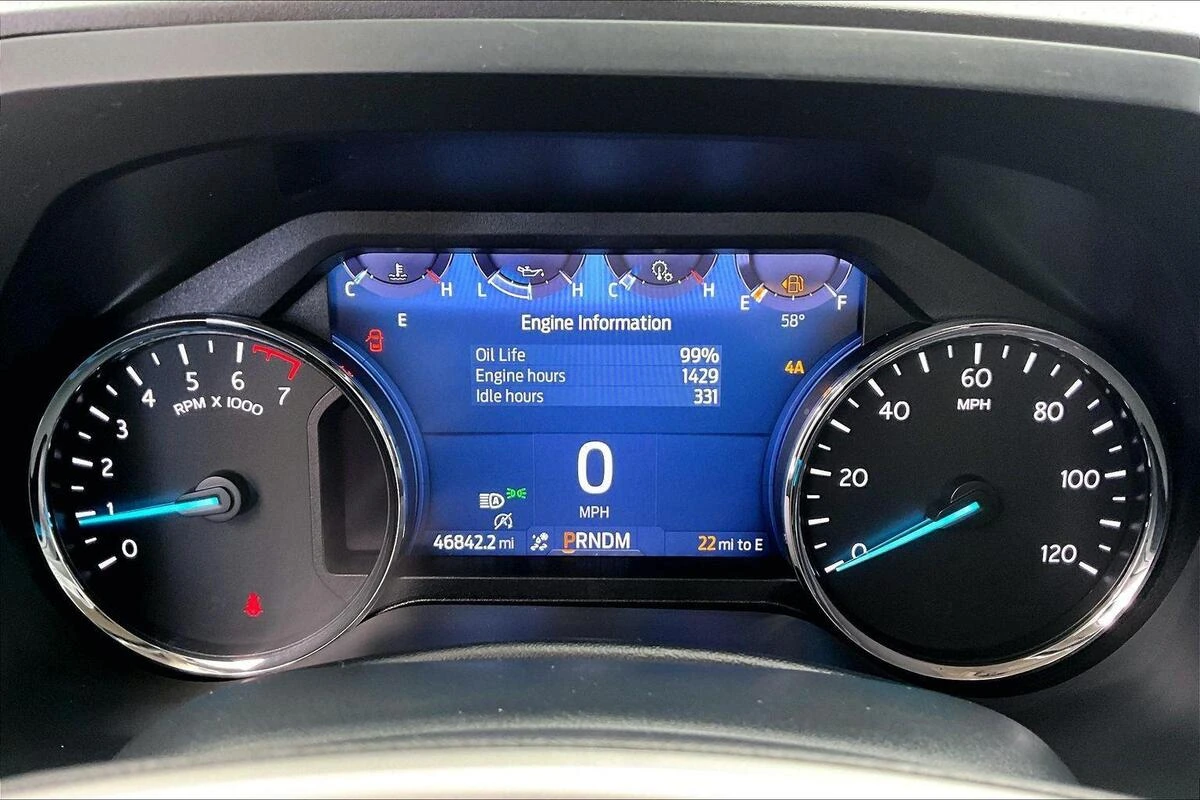 C H L H C H E F
E
58°
Engine Information
Oil Life 99%
Engine hours 1429
Idle hours 331
4A
0
MPH
A
A
46842.2 mi
PRNDM
22 mi to E
0
1
2
3
4
5
6
7
RPM X 1000
0
20
40
60
80
100
120
MPH